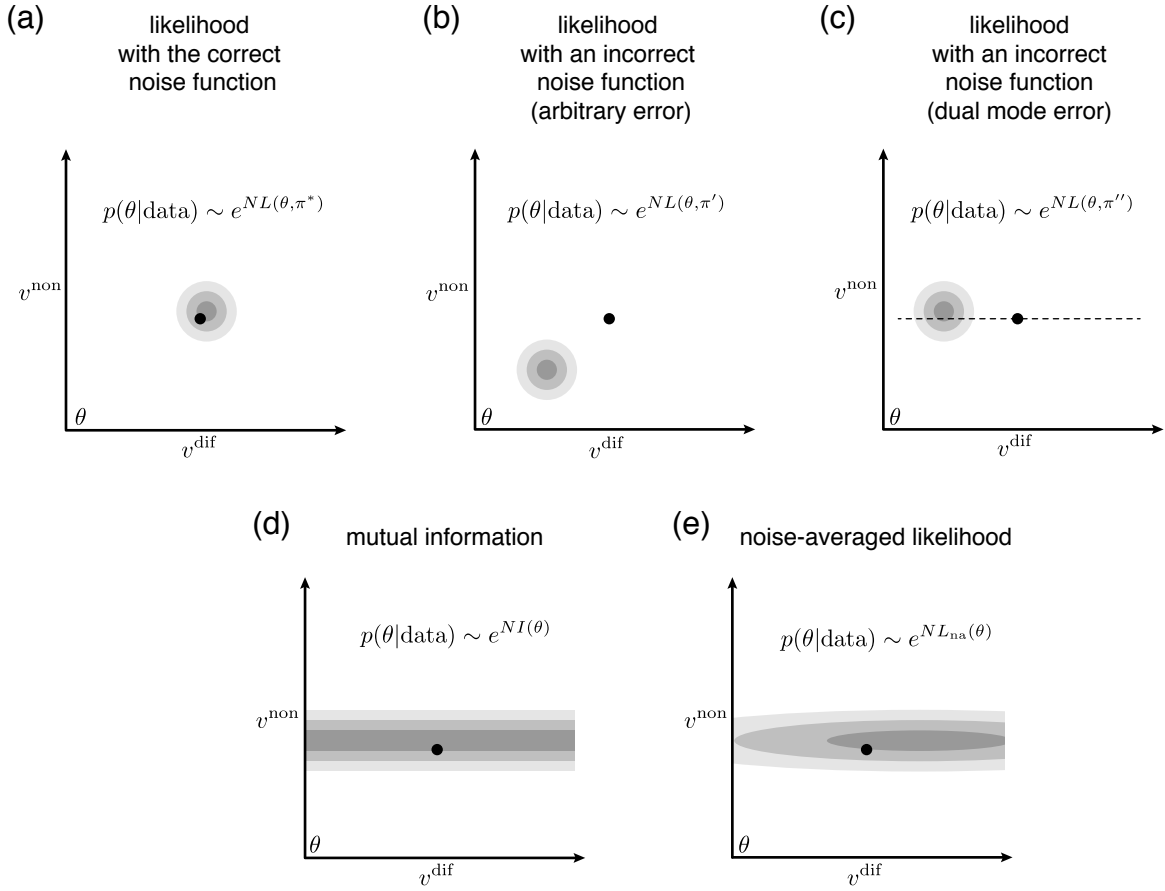 (a)
likelihood
with the correct
noise function
p(θ|data) ∼ e^{NL(θ,π*)}
v^{non}
θ
v^{dif}
(b)
likelihood
with an incorrect
noise function
(arbitrary error)
p(θ|data) ∼ e^{NL(θ,π′)}
v^{non}
θ
v^{dif}
(c)
likelihood
with an incorrect
noise function
(dual mode error)
p(θ|data) ∼ e^{NL(θ,π′′)}
v^{non}
θ
v^{dif}
(d)
mutual information
p(θ|data) ∼ e^{NI(θ)}
v^{non}
θ
v^{dif}
(e)
noise-averaged likelihood
p(θ|data) ∼ e^{NL_{na}(θ)}
v^{non}
θ
v^{dif}